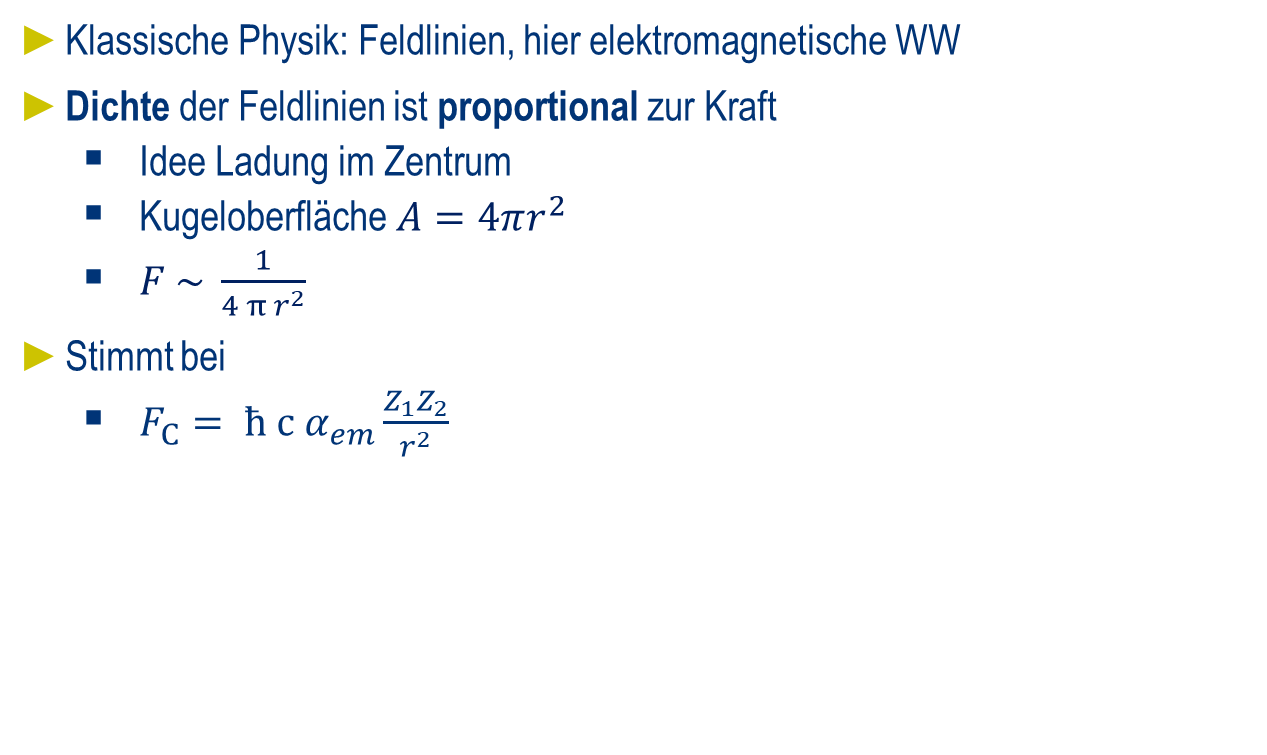 ► Klassische Physik: Feldlinien, hier elektromagnetische WW
► Dichte der Feldlinien ist proportional zur Kraft
▪ Idee Ladung im Zentrum
▪ Kugeloberfläche A = 4πr²
▪ F ~ 1 / (4 π r²)
► Stimmt bei
▪ F_C = ħ c α_em Z₁Z₂ / r²